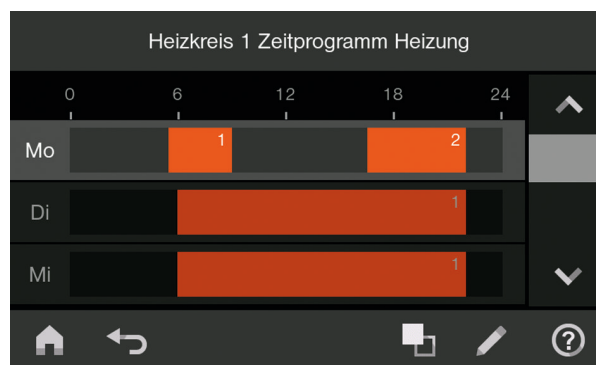 Heizkreis 1 Zeitprogramm Heizung
0 6 12 18 24
Mo 1 2
Di 1
Mi 1
?